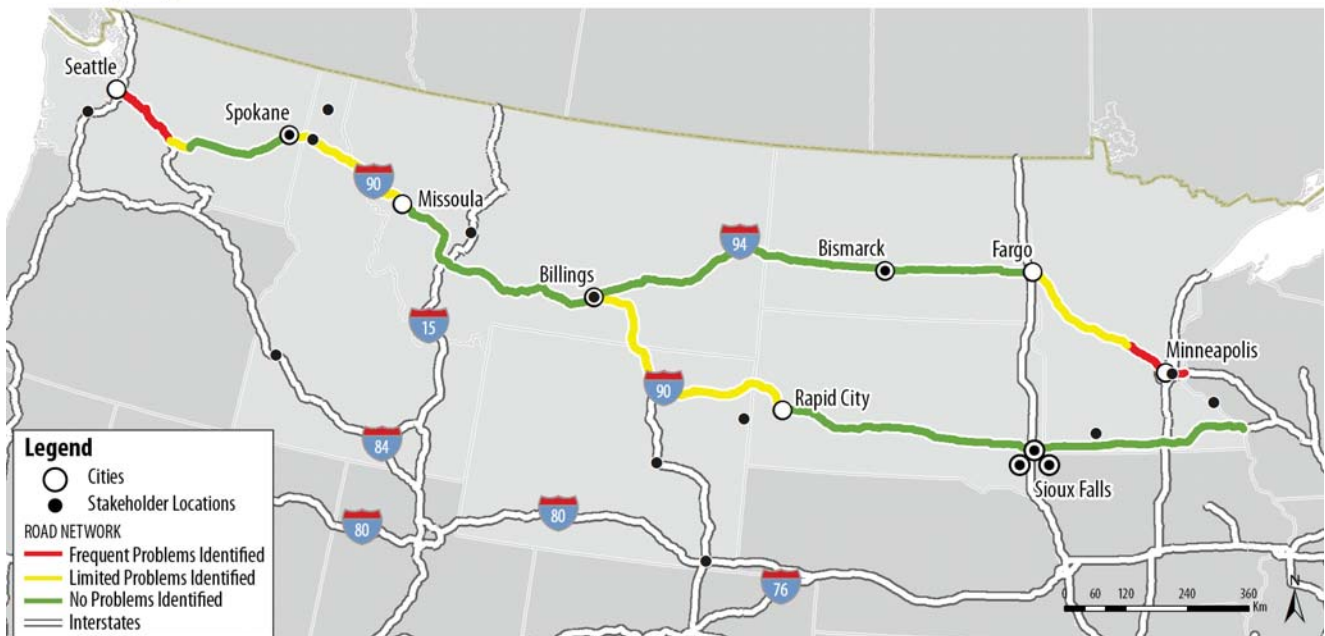 Seattle
Spokane
90
Missoula
Billings
94
Bismarck
Fargo
Minneapolis
15
90
Rapid City
Sioux Falls
84
80
80
76
Legend
Cities
Stakeholder Locations
ROAD NETWORK
Frequent Problems Identified
Limited Problems Identified
No Problems Identified
Interstates
N
0 60 120 240 360
Km